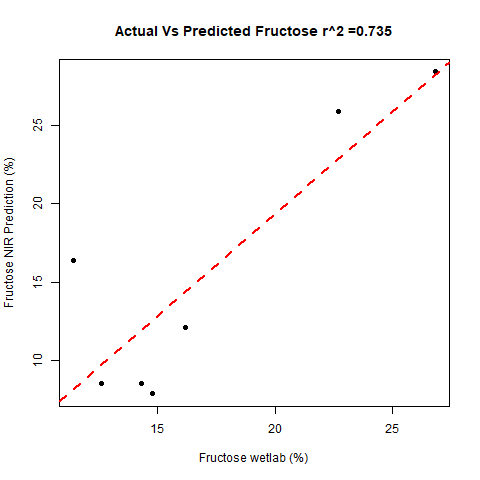 Actual Vs Predicted Fructose r^2 =0.735
Fructose NIR Prediction (%)
25
20
15
10
15
20
25
Fructose wetlab (%)